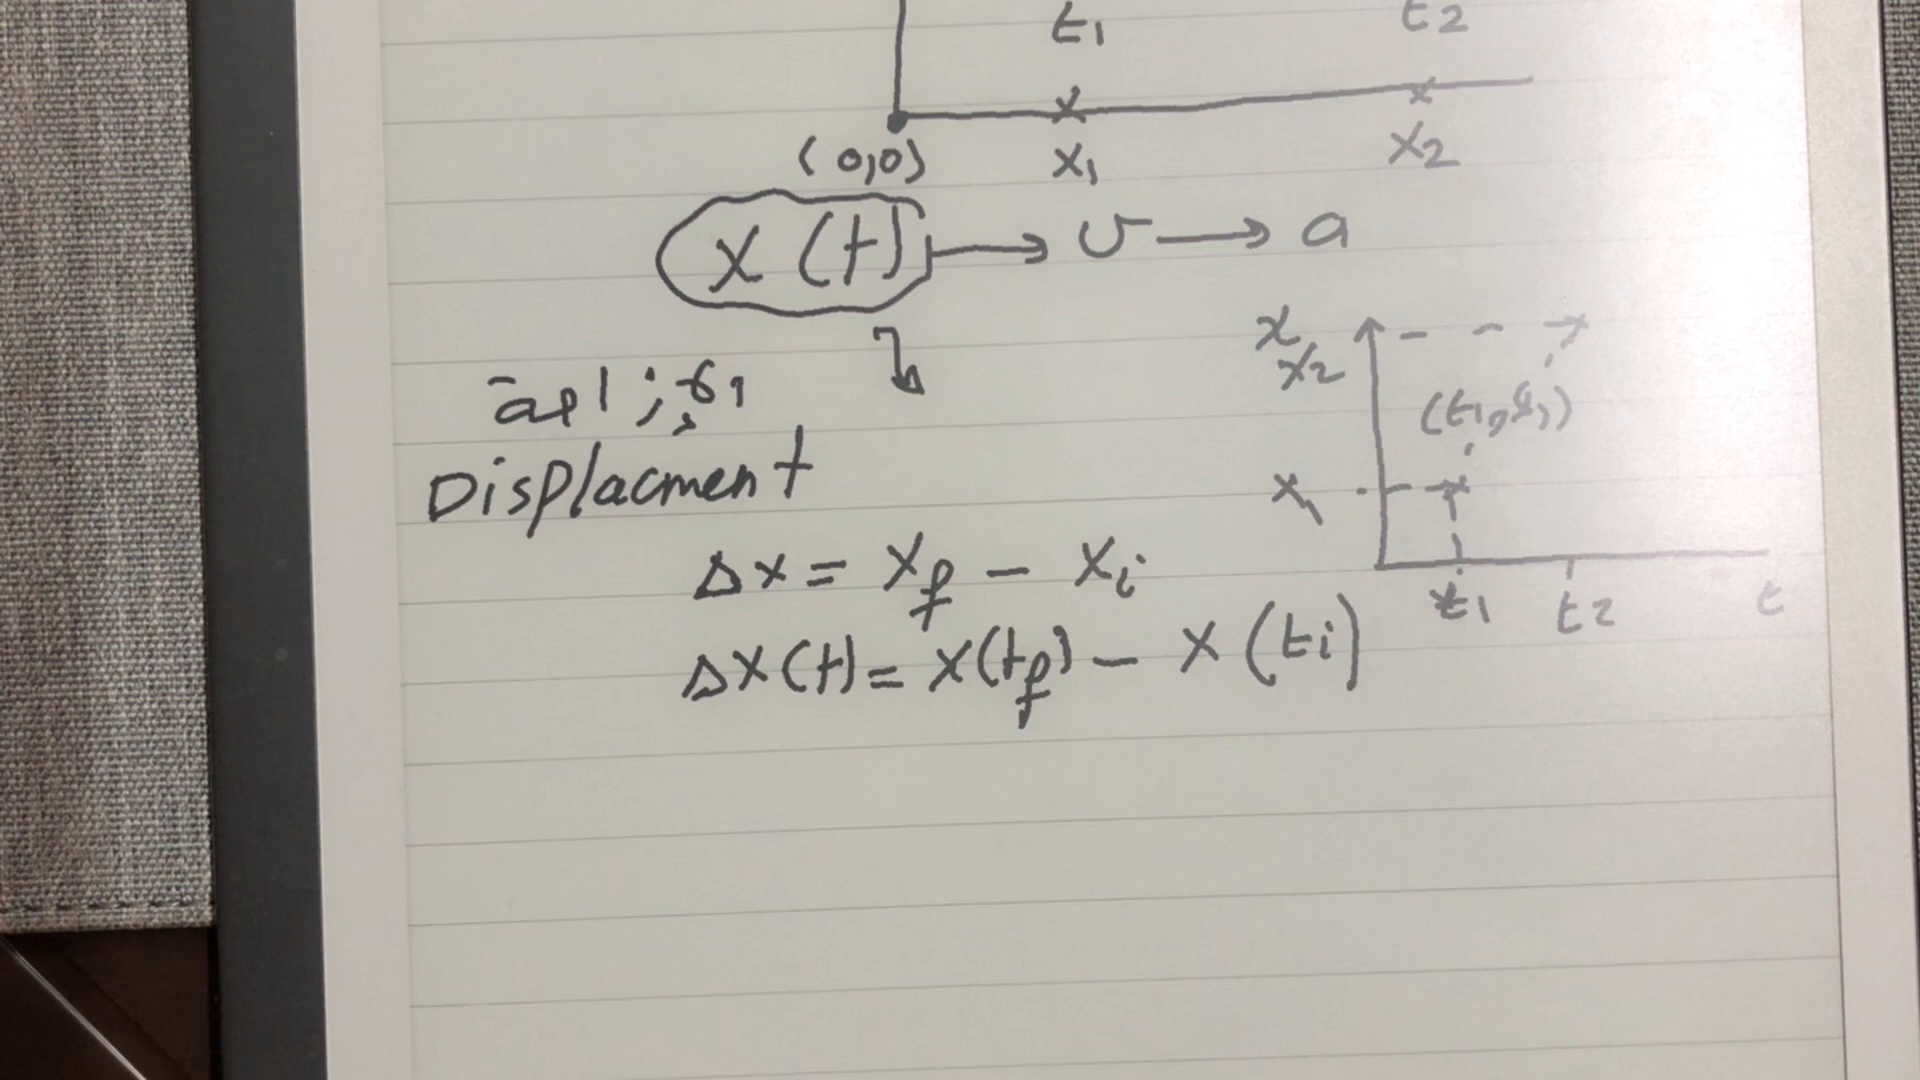 t1 t2
(0,0) x1 x2
x(t) → v → a
x
x2
الازاحة
(t1, x1)
Displacment
x1
Δx = xf - xi
t1 t2 t
Δx(t) = x(tf) - x(ti)